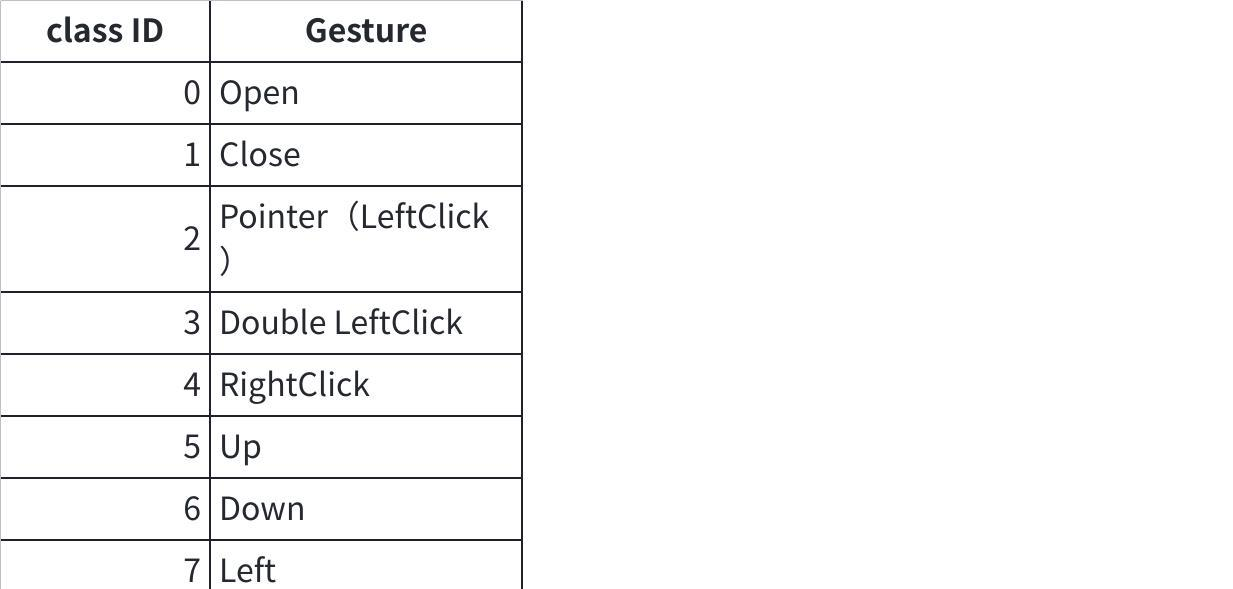 class ID Gesture
0 Open
1 Close
2 Pointer（LeftClick
）
3 Double LeftClick
4 RightClick
5 Up
6 Down
7 Left